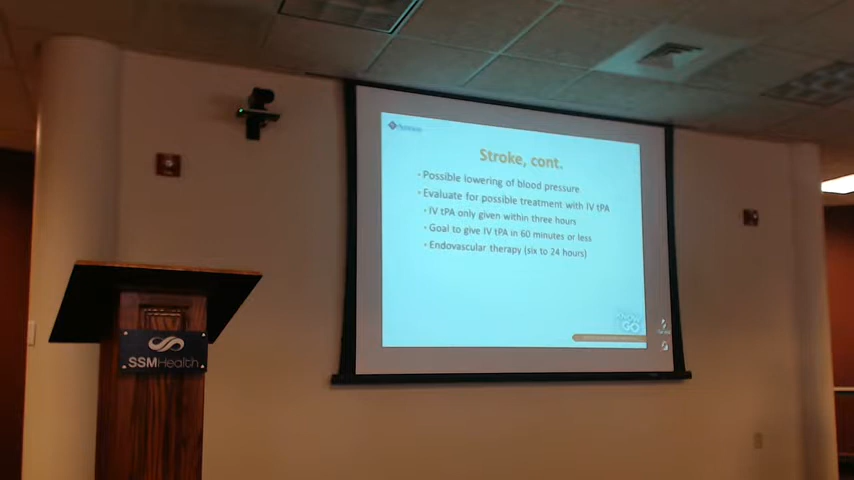 Stroke, cont.
• Possible lowering of blood pressure
• Evaluate for possible treatment with IV tPA
• IV tPA only given within three hours
• Goal to give IV tPA in 60 minutes or less
• Endovascular therapy (six to 24 hours)
GO
SSMHealth